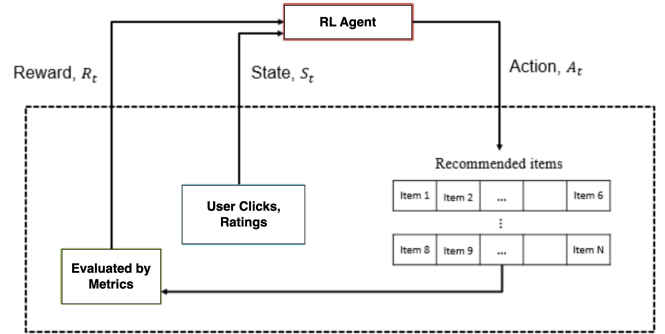 RL Agent
Reward, Rₜ
State, Sₜ
Action, Aₜ
Recommended items
Item 1 Item 2 ... Item 6
⋮
Item 8 Item 9 ... Item N
User Clicks,
Ratings
Evaluated by
Metrics